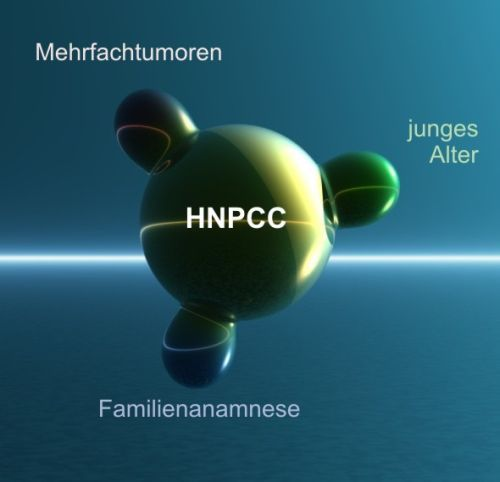 Mehrfachtumoren
junges
Alter
HNPCC
Familienanamnese